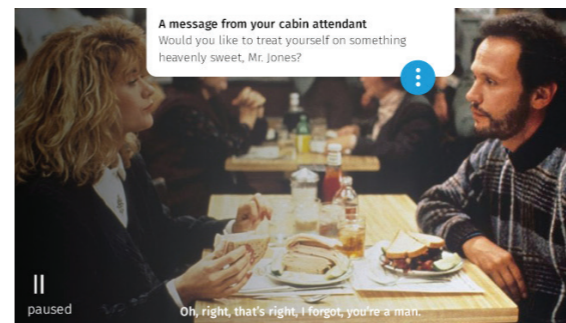 A message from your cabin attendant
Would you like to treat yourself on something
heavenly sweet, Mr. Jones?
paused
Oh, right, that's right, I forgot, you're a man.